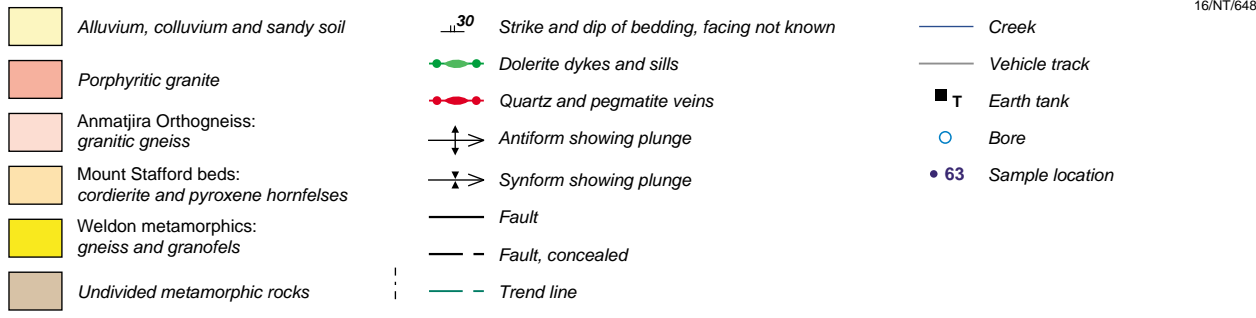 16/NT/648
Alluvium, colluvium and sandy soil
Porphyritic granite
Anmatjira Orthogneiss:
granitic gneiss
Mount Stafford beds:
cordierite and pyroxene hornfelses
Weldon metamorphics:
gneiss and granofels
Undivided metamorphic rocks
30 Strike and dip of bedding, facing not known
Dolerite dykes and sills
Quartz and pegmatite veins
Antiform showing plunge
Synform showing plunge
Fault
Fault, concealed
Trend line
Creek
Vehicle track
T Earth tank
Bore
63 Sample location